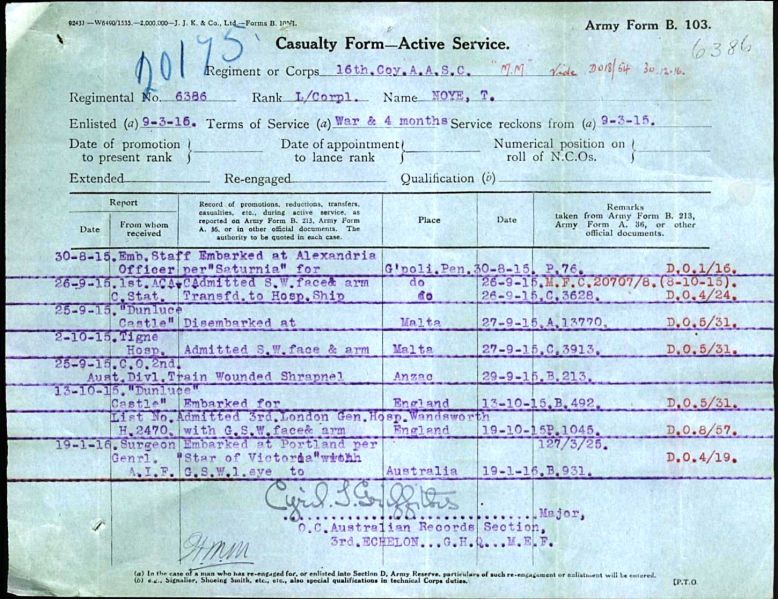 92431—W6490/1535.—2,000,000—J. J. K. & Co., Ltd.—Forms B. 103/1.
Army Form B. 103.
20175
Casualty Form—Active Service.
6386
Regiment or Corps 16th.Coy.A.A.S.C. "M.M" Vide DO13/64 30.12.16.
Regimental No. 6386 Rank L/Corpl. Name NOYE, T.
Enlisted (a) 9-3-15. Terms of Service (a) War & 4 months Service reckons from (a) 9-3-15.
Date of promotion to present rank
Date of appointment to lance rank
Numerical position on roll of N.C.Os.
Extended Re-engaged Qualification (b)
Report
Date
From whom received
Record of promotions, reductions, transfers, casualties, etc., during active service, as reported on Army Form B. 213, Army Form A. 36, or in other official documents. The authority to be quoted in each case.
Place
Date
Remarks
taken from Army Form B. 213, Army Form A. 36, or other official documents.
30-8-15. Emb.Staff Embarked at Alexandria
Officer per"Saturnia" for G'poli.Pen. 30-8-15. P.76. D.O.1/16.
26-9-15. 1st.ACA. Admitted S.W.face& arm do 26-9-15. M.F.C.20707/8.(8-10-15).
C.Stat. Transfd.to Hosp.Ship do 26-9-15. C.3628. D.O.4/24.
25-9-15. "Dunluce
Castle" Disembarked at Malta 27-9-15. A.13770. D.O.5/31.
2-10-15. Tigne
Hosp. Admitted S.W.face & arm Malta 27-9-15. C.3913. D.O.5/31.
25-9-15. C.O.2nd.
Aust.Divl.Train Wounded Shrapnel Anzac 29-9-15. B.213.
13-10-15. "Dunluce"
Castle" Embarked for England 13-10-15. B.492. D.O.5/31.
List No. Admitted 3rd.London Gen.Hosp.Wandsworth
H.2470. with G.S.W.face& arm England 19-10-15 P.1045. D.O.8/57.
19-1-16. Surgeon Embarked at Portland per 127/3/25.
Genrl. "Star of Victoria"with D.O.4/19.
A.I.F. G.S.W.l.eye to Australia 19-1-16. B.931.
Cyril T. Griffiths
Major,
O.C.Australian Records Section,
3rd.ECHELON...G.H.Q...M.E.F.
(a) In the case of a man who has re-engaged for, or enlisted into Section D, Army Reserve, particulars of such re-engagement or enlistment will be entered.
(b) e.g., Signaller, Shoeing Smith, etc., etc., also special qualifications in technical Corps duties.
[P.T.O.